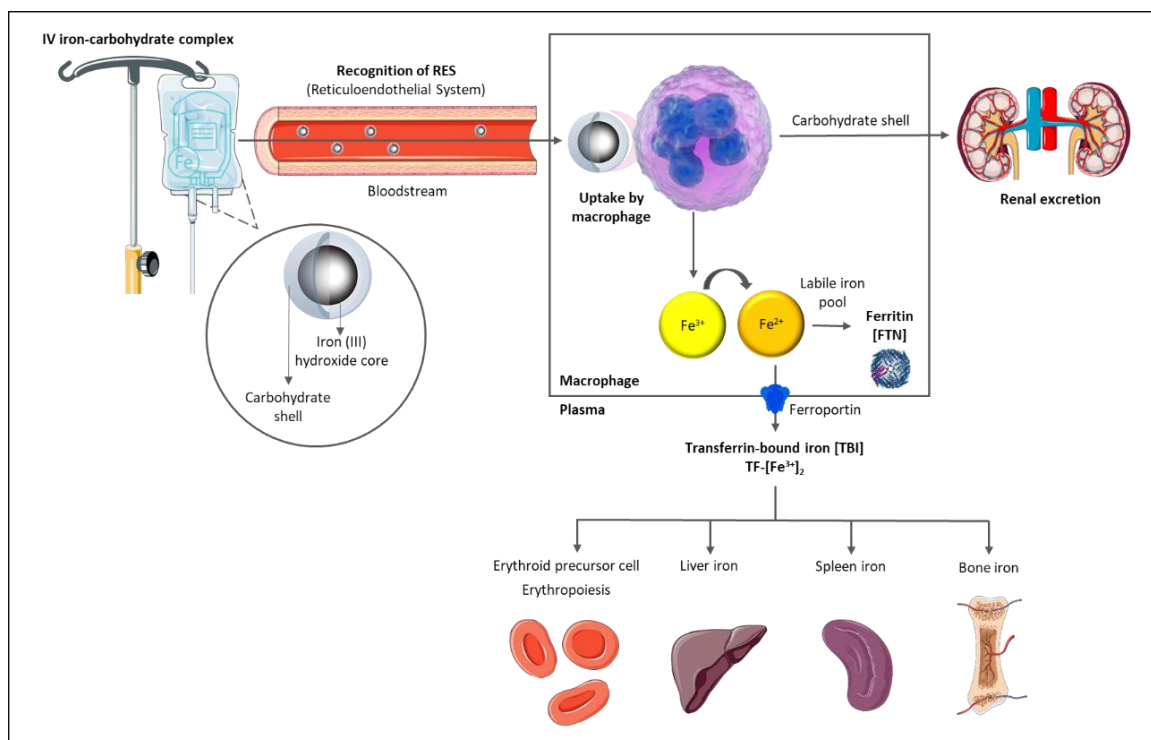 IV iron-carbohydrate complex
Fe
Recognition of RES
(Reticuloendothelial System)
Bloodstream
Iron (III)
hydroxide core
Carbohydrate
shell
Uptake by
macrophage
Carbohydrate shell
Renal excretion
Fe³⁺
Fe²⁺
Labile iron
pool
Ferritin
[FTN]
Macrophage
Plasma
Ferroportin
Transferrin-bound iron [TBI]
TF-[Fe³⁺]₂
Erythroid precursor cell
Erythropoiesis
Liver iron
Spleen iron
Bone iron